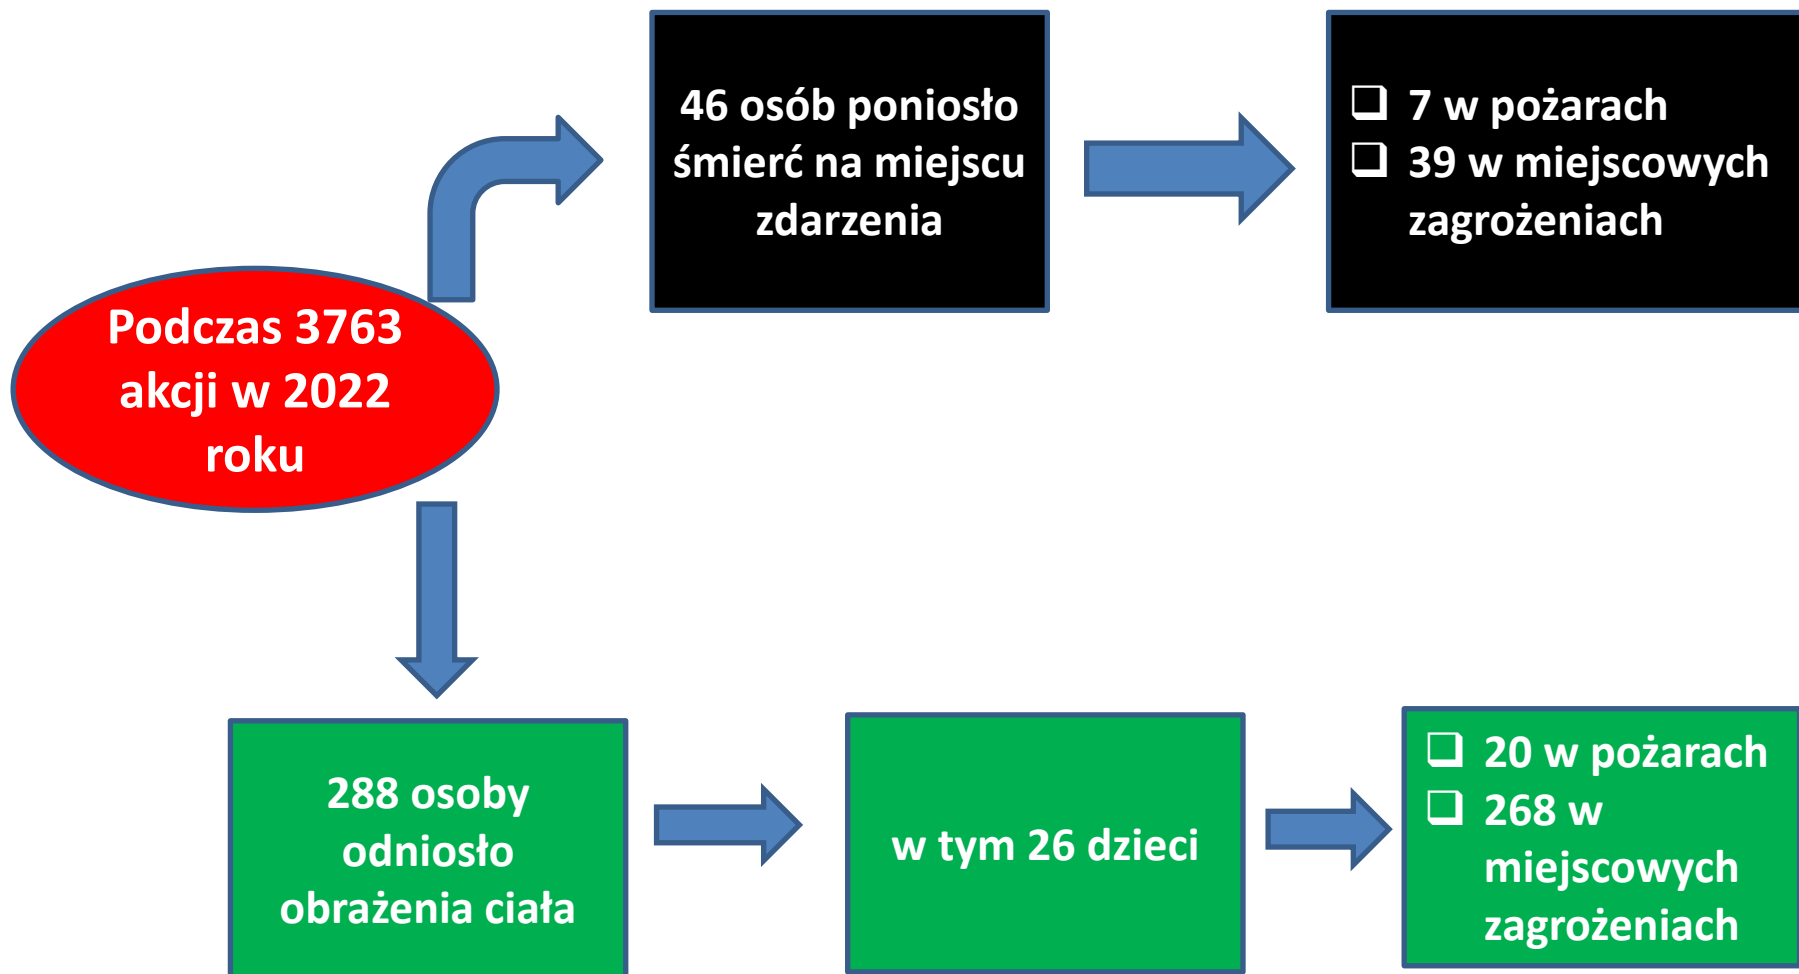 Podczas 3763
akcji w 2022
roku
46 osób poniosło
śmierć na miejscu
zdarzenia
7 w pożarach
39 w miejscowych
zagrożeniach
288 osoby
odniosło
obrażenia ciała
w tym 26 dzieci
20 w pożarach
268 w
miejscowych
zagrożeniach